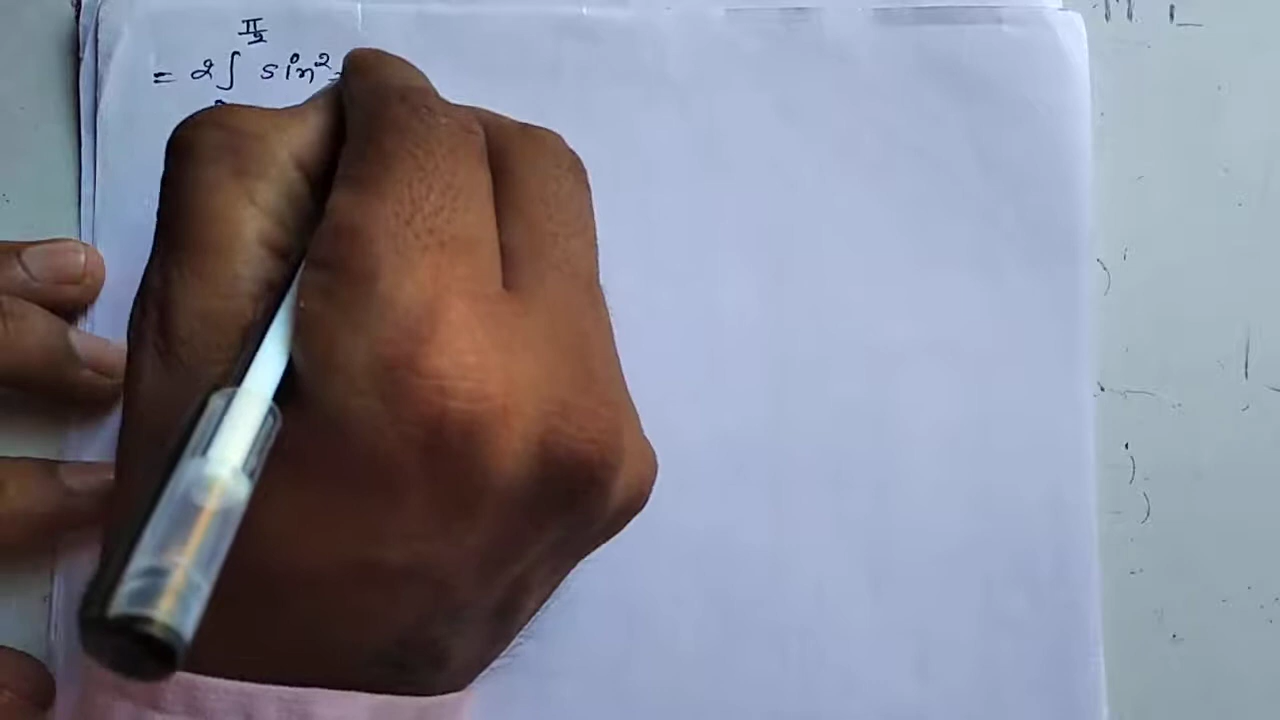 π/2
= 2 ∫ sin²